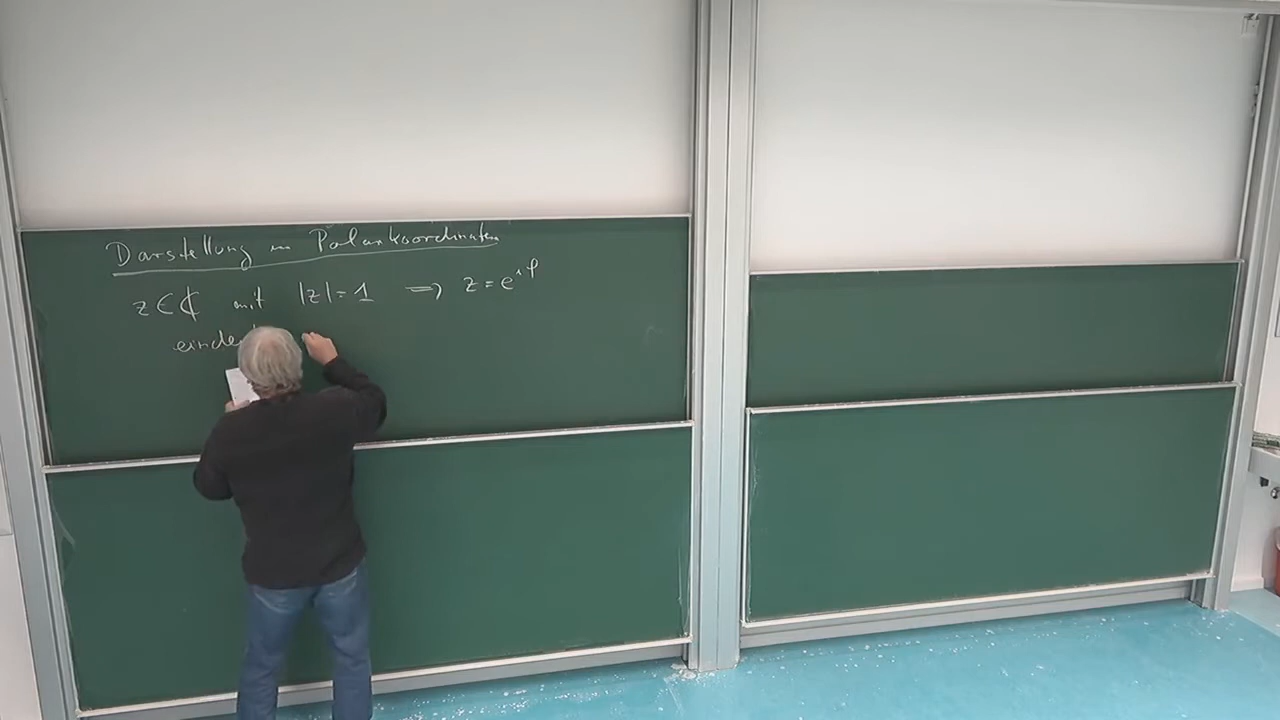 Darstellung in Polarkoordinaten
z ∈ ℂ mit |z| = 1 ⟹ z = e^{iφ}